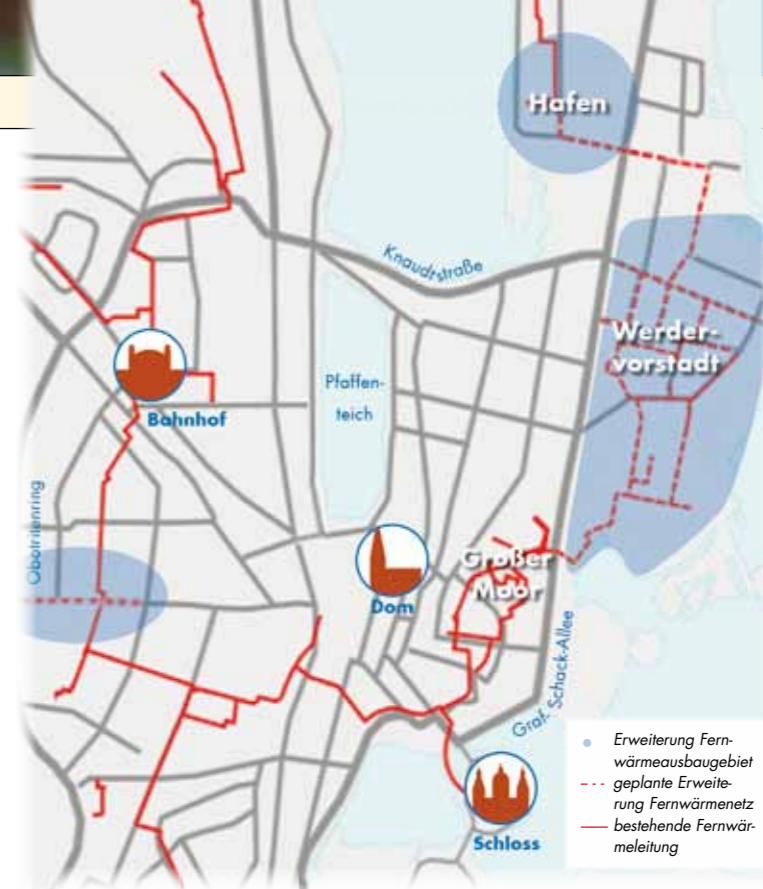 Hafen
Knaudtstraße
Werder-
vorstadt
Pfaffen-
teich
Bahnhof
Obotritenring
Großer
Moor
Dom
Graf-Schack-Allee
Schloss
Erweiterung Fern-
wärmeausbaugebiet
geplante Erweite-
rung Fernwärmenetz
bestehende Fernwär-
meleitung